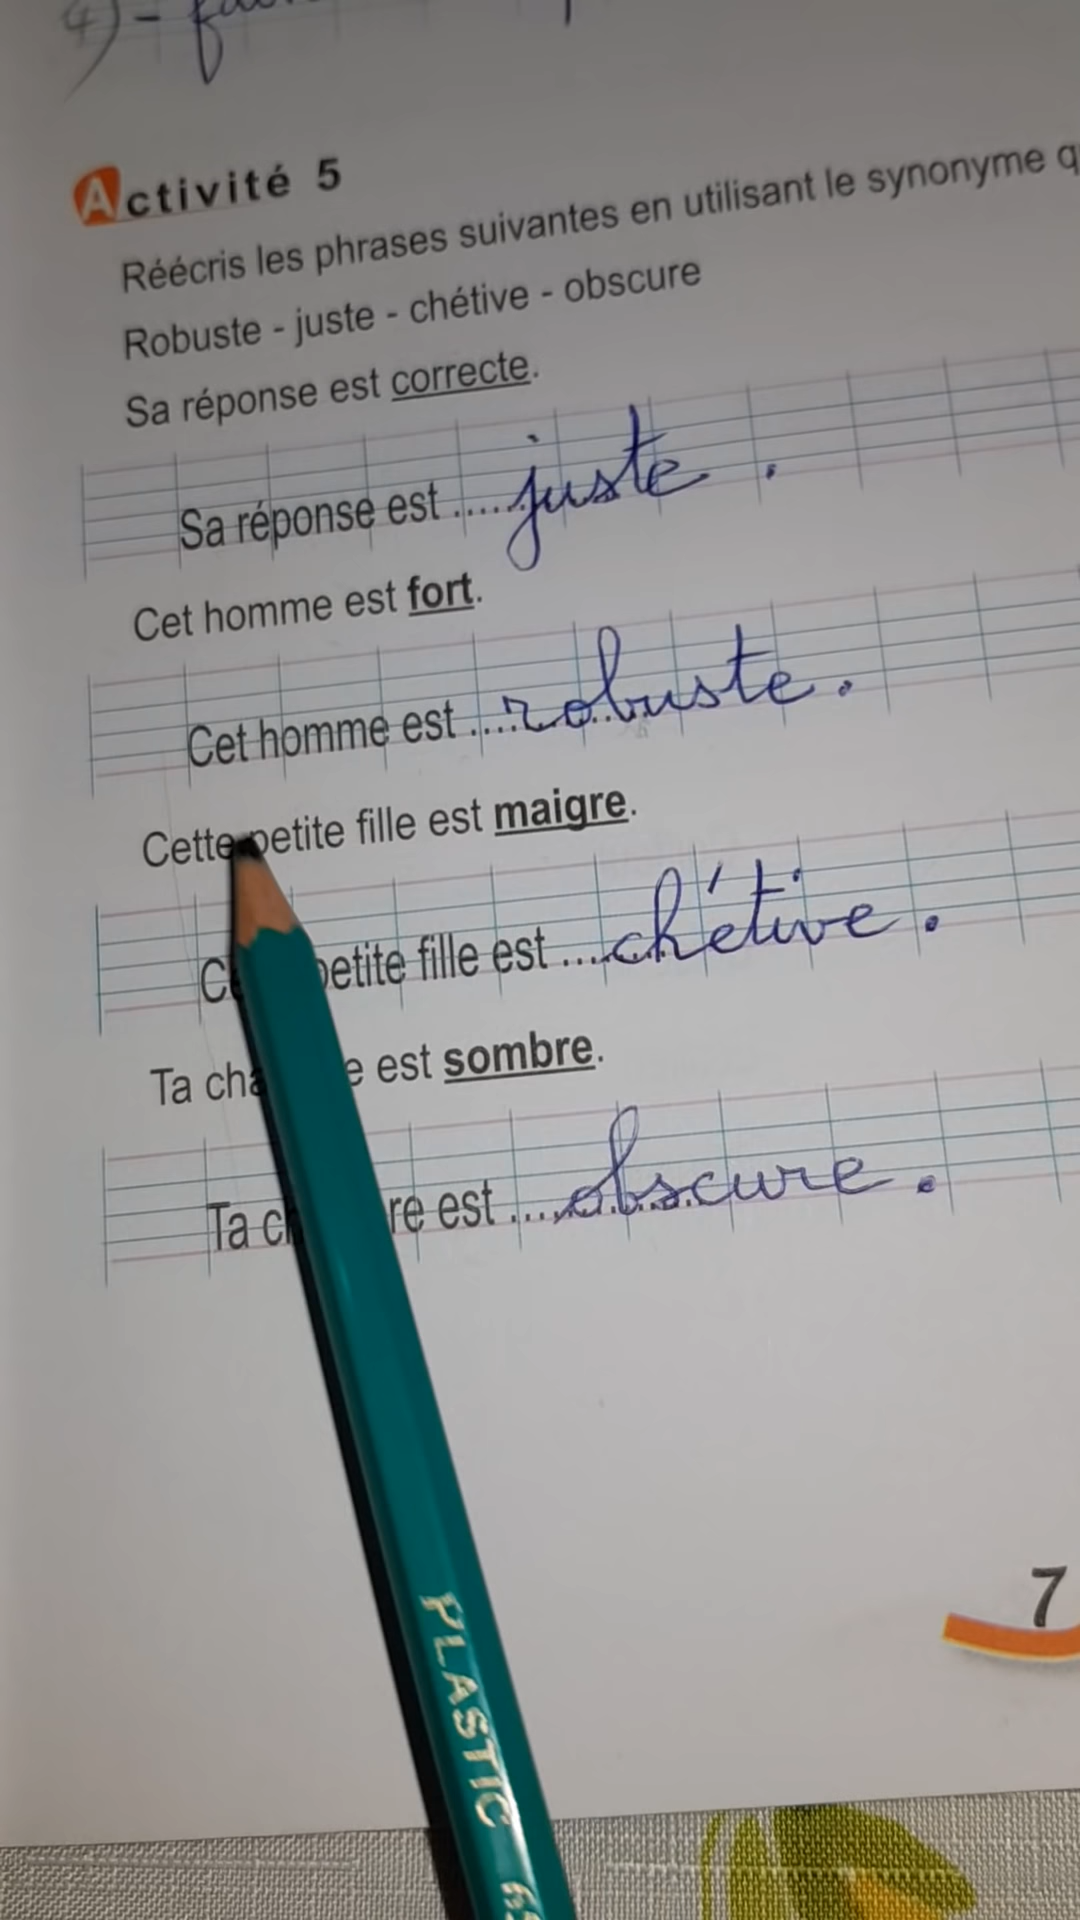 4)-
Activité 5
Réécris les phrases suivantes en utilisant le synonyme
Robuste - juste - chétive - obscure
Sa réponse est correcte.
Sa réponse est .... juste .
Cet homme est fort.
Cet homme est ....robuste.
Cette petite fille est maigre.
petite fille est ...chétive.
Ta est sombre.
Ta est ....obscure.
7
PLASTIC